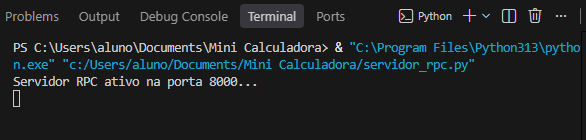 Problems Output Debug Console Terminal Ports Python
PS C:\Users\aluno\Documents\Mini Calculadora> & "C:\Program Files\Python313\pytho
n.exe" "c:/Users/aluno/Documents/Mini Calculadora/servidor_rpc.py"
Servidor RPC ativo na porta 8000...